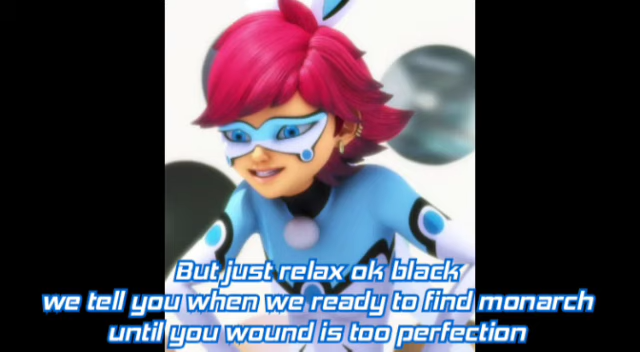 But just relax ok black
we tell you when we ready to find monarch
until you wound is too perfection